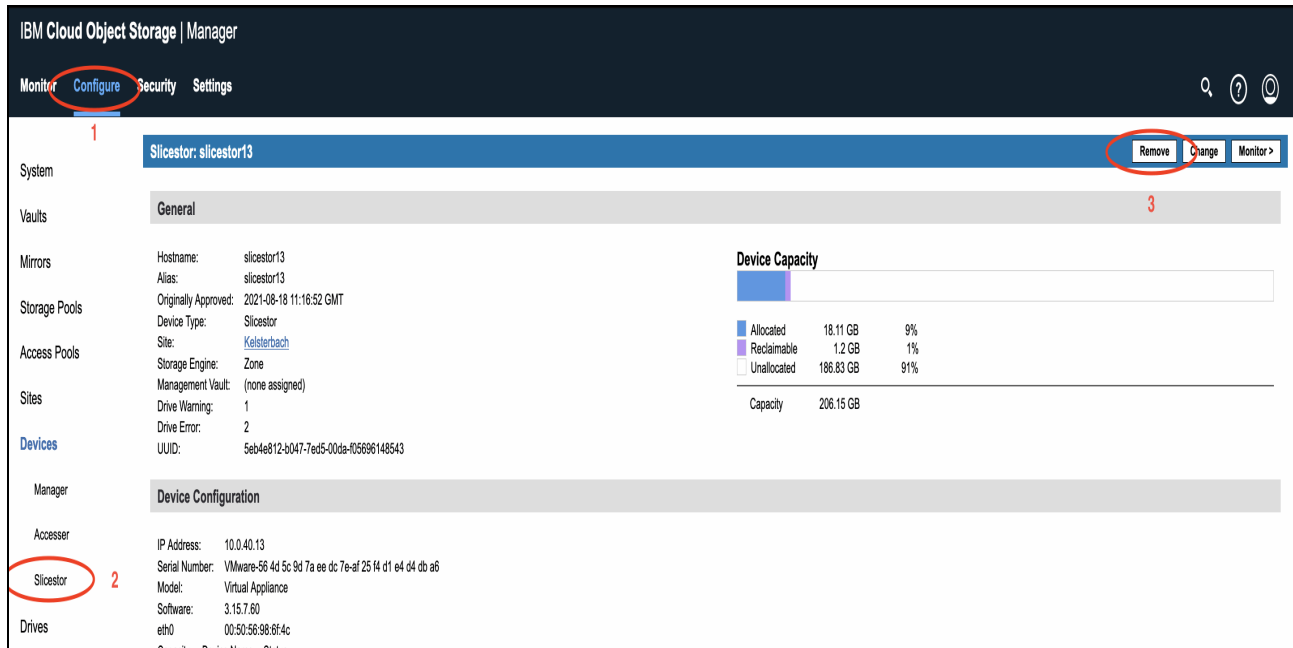 IBM Cloud Object Storage | Manager
Monitor Configure Security Settings
1
Slicestor: slicestor13 Remove Change Monitor >
3
System
Vaults
Mirrors
Storage Pools
Access Pools
Sites
Devices
Manager
Accesser
Slicestor 2
Drives
General
Hostname: slicestor13
Alias: slicestor13
Originally Approved: 2021-08-18 11:16:52 GMT
Device Type: Slicestor
Site: Kelsterbach
Storage Engine: Zone
Management Vault: (none assigned)
Drive Warning: 1
Drive Error: 2
UUID: 5eb4e812-b047-7ed5-00da-f05696148543
Device Capacity
Allocated 18.11 GB 9%
Reclaimable 1.2 GB 1%
Unallocated 186.83 GB 91%
Capacity 206.15 GB
Device Configuration
IP Address: 10.0.40.13
Serial Number: VMware-56 4d 5c 9d 7a ee dc 7e-af 25 f4 d1 e4 d4 db a6
Model: Virtual Appliance
Software: 3.15.7.60
eth0 00:50:56:98:6f:4c